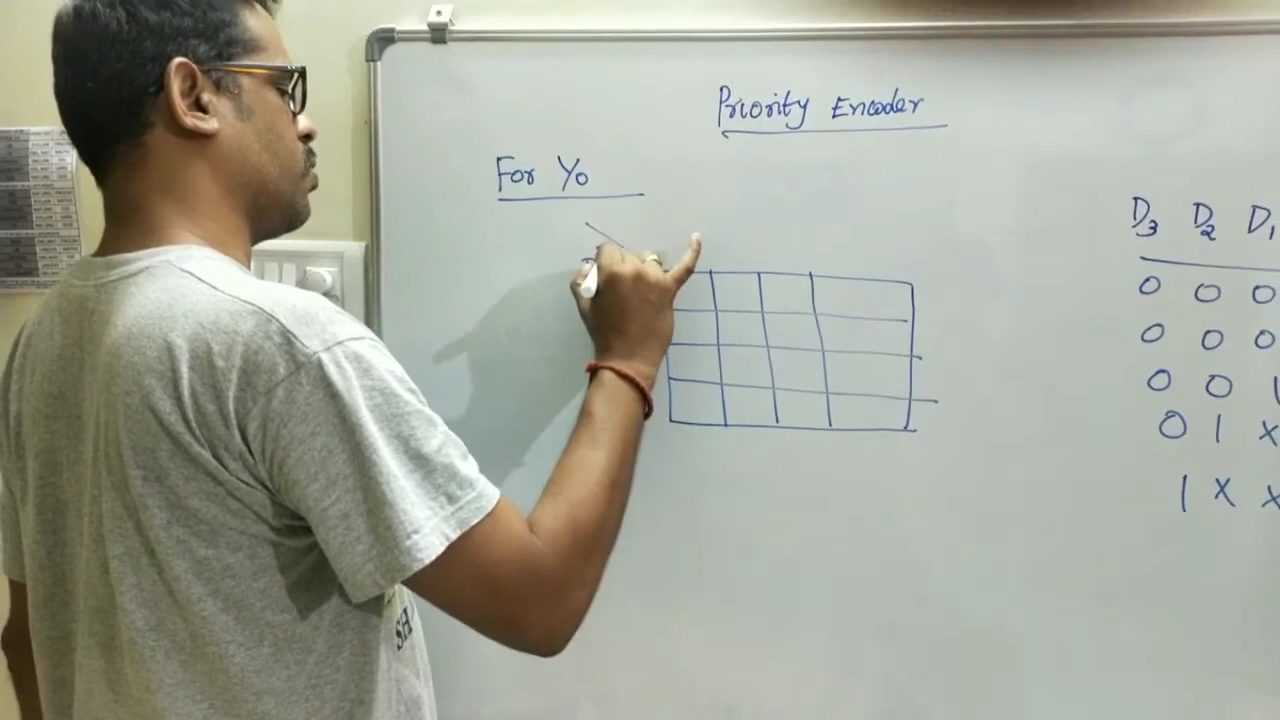 Priority Encoder
For Y₀
D₃ D₂ D₁
0 0 0
0 0 0
0 0 1
0 1 X
1 X X
SH